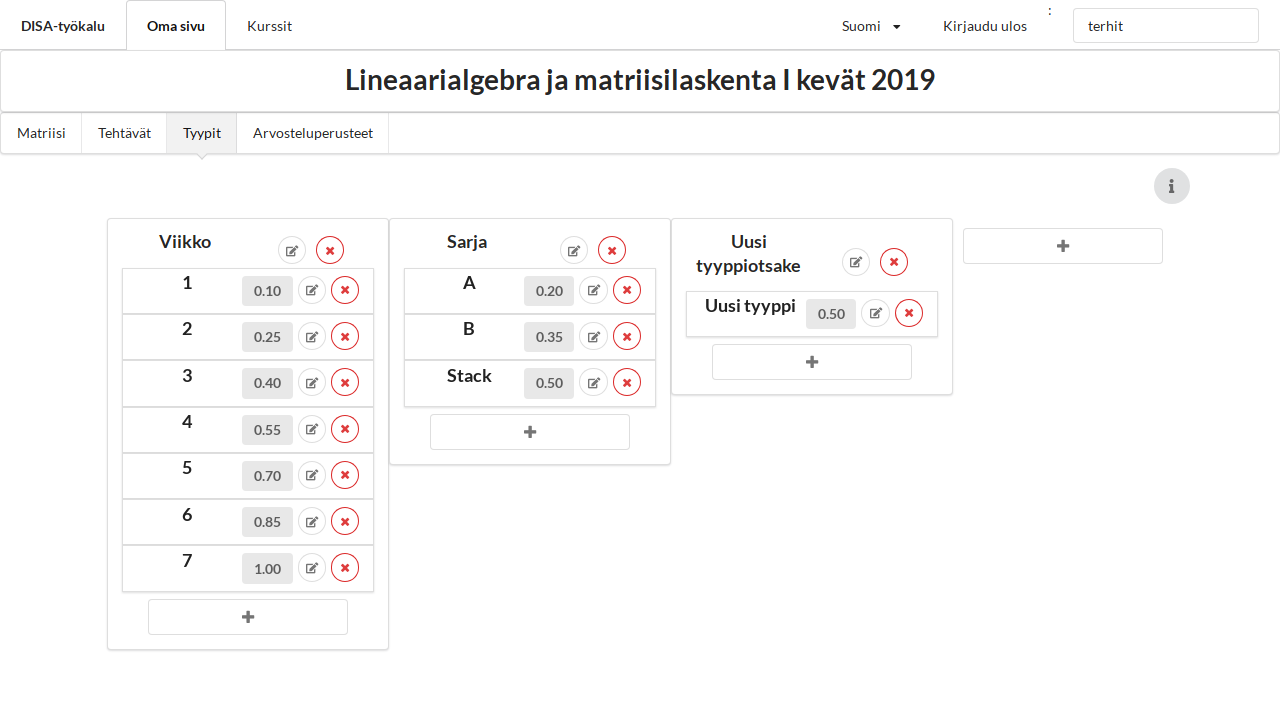 DISA-työkalu Oma sivu Kurssit Suomi Kirjaudu ulos : terhit
Lineaarialgebra ja matriisilaskenta I kevät 2019
Matriisi Tehtävät Tyypit Arvosteluperusteet
Viikko
1 0.10
2 0.25
3 0.40
4 0.55
5 0.70
6 0.85
7 1.00
Sarja
A 0.20
B 0.35
Stack 0.50
Uusi
tyyppiotsake
Uusi tyyppi 0.50